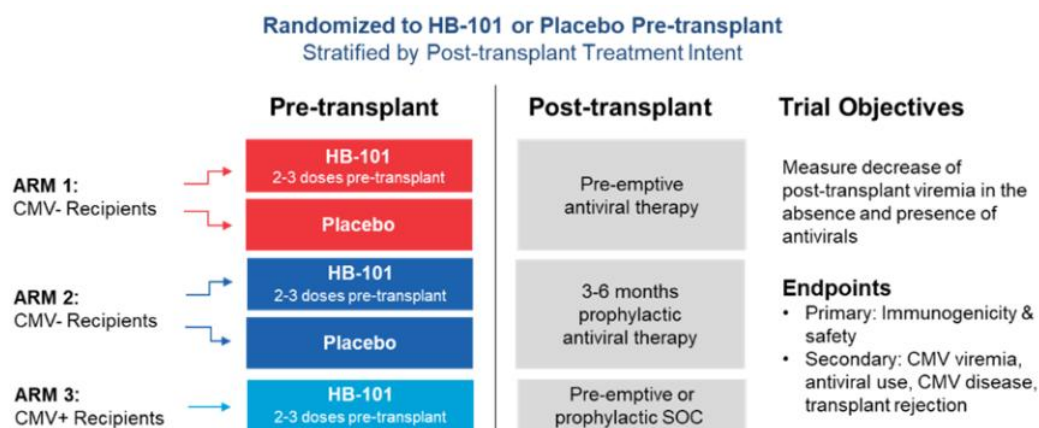 Randomized to HB-101 or Placebo Pre-transplant
Stratified by Post-transplant Treatment Intent
Pre-transplant
Post-transplant
Trial Objectives
ARM 1:
CMV- Recipients
HB-101
2-3 doses pre-transplant
Placebo
Pre-emptive
antiviral therapy
Measure decrease of
post-transplant viremia in the
absence and presence of
antivirals
ARM 2:
CMV- Recipients
HB-101
2-3 doses pre-transplant
Placebo
3-6 months
prophylactic
antiviral therapy
Endpoints
• Primary: Immunogenicity &
safety
• Secondary: CMV viremia,
antiviral use, CMV disease,
transplant rejection
ARM 3:
CMV+ Recipients
HB-101
2-3 doses pre-transplant
Pre-emptive or
prophylactic SOC